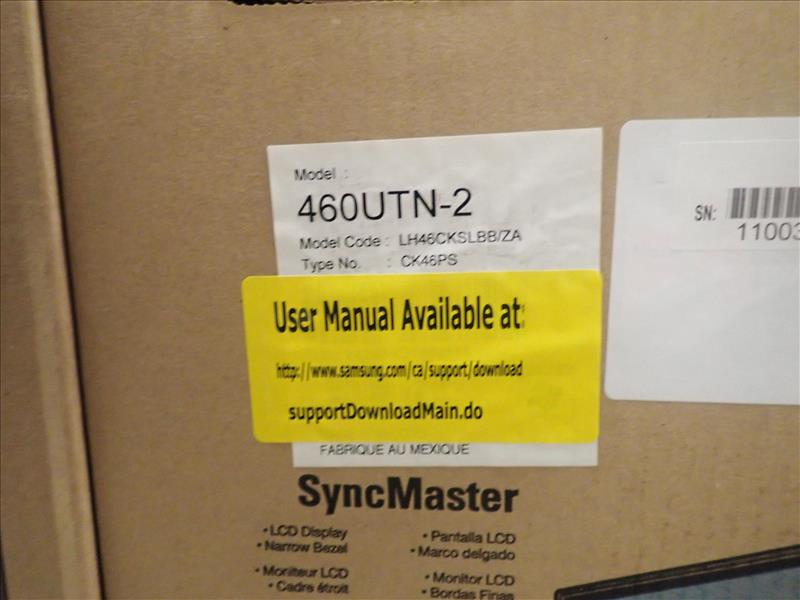 Model :
460UTN-2
Model Code : LH46CKSLBB/ZA
Type No. : CK46PS
User Manual Available at:
http://www.samsung.com/ca/support/download
supportDownloadMain.do
FABRIQUE AU MEXIQUE
SN:
11003
SyncMaster
• LCD Display
• Narrow Bezel
• Pantalla LCD
• Marco delgado
• Moniteur LCD
• Cadre étroit
• Monitor LCD
• Bordas Finas